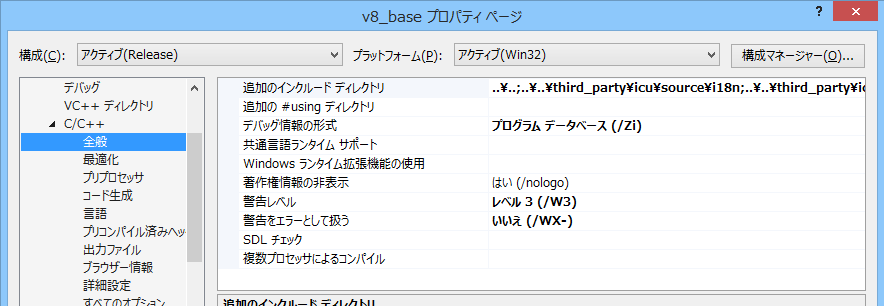 v8_base プロパティ ページ
? ×
構成(C): アクティブ(Release) プラットフォーム(P): アクティブ(Win32) 構成マネージャー(O)...
デバッグ
VC++ ディレクトリ
C/C++
全般
最適化
プリプロセッサ
コード生成
言語
プリコンパイル済みヘッ
出力ファイル
ブラウザー情報
詳細設定
すべてのオプション
追加のインクルード ディレクトリ ..¥..;..¥..¥third_party¥icu¥source¥i18n;..¥..¥third_party¥ic
追加の #using ディレクトリ
デバッグ情報の形式 プログラム データベース (/Zi)
共通言語ランタイム サポート
Windows ランタイム拡張機能の使用
著作権情報の非表示 はい (/nologo)
警告レベル レベル 3 (/W3)
警告をエラーとして扱う いいえ (/WX-)
SDL チェック
複数プロセッサによるコンパイル
追加のインクルード ディレクトリ